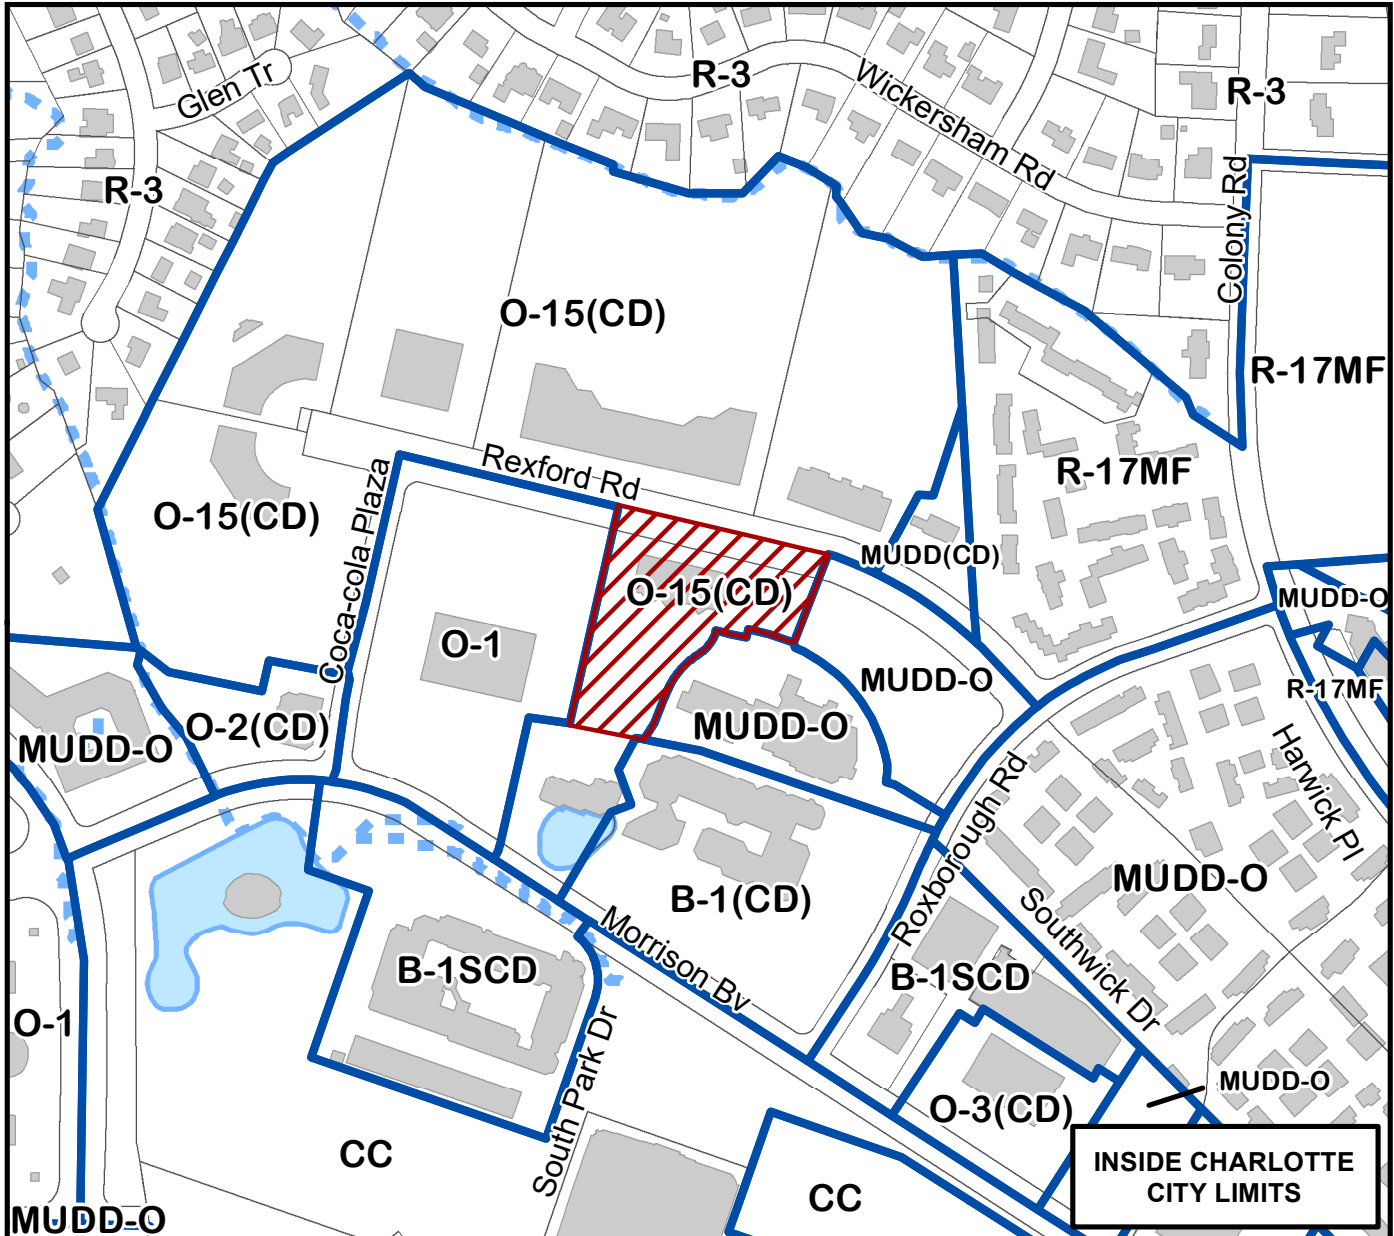 R-3
Glen Tr
Wickersham Rd
R-3
R-3
Colony Rd
O-15(CD)
R-17MF
Rexford Rd
R-17MF
O-15(CD)
Coca-cola Plaza
MUDD(CD)
O-15(CD)
MUDD-O
O-1
MUDD-O
R-17MF
O-2(CD)
MUDD-O
MUDD-O
Harwick Pl
Roxborough Rd
MUDD-O
B-1(CD)
Southwick Dr
Morrison Bv
B-1SCD
B-1SCD
O-1
South Park Dr
MUDD-O
O-3(CD)
CC
INSIDE CHARLOTTE
CITY LIMITS
CC
MUDD-O